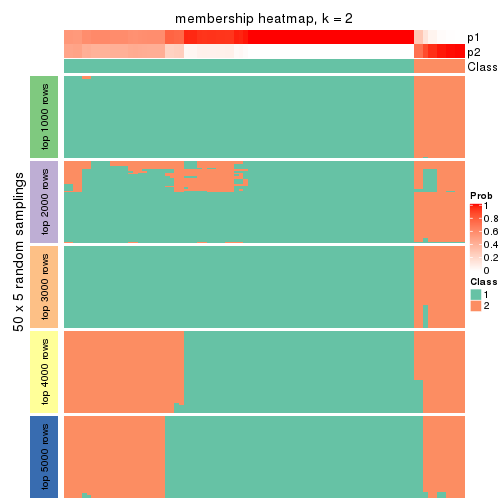 membership heatmap, k = 2
p1
p2
Class
top 1000 rows
top 2000 rows
top 3000 rows
top 4000 rows
top 5000 rows
50 x 5 random samplings
Prob
1
0.8
0.6
0.4
0.2
0
Class
1
2